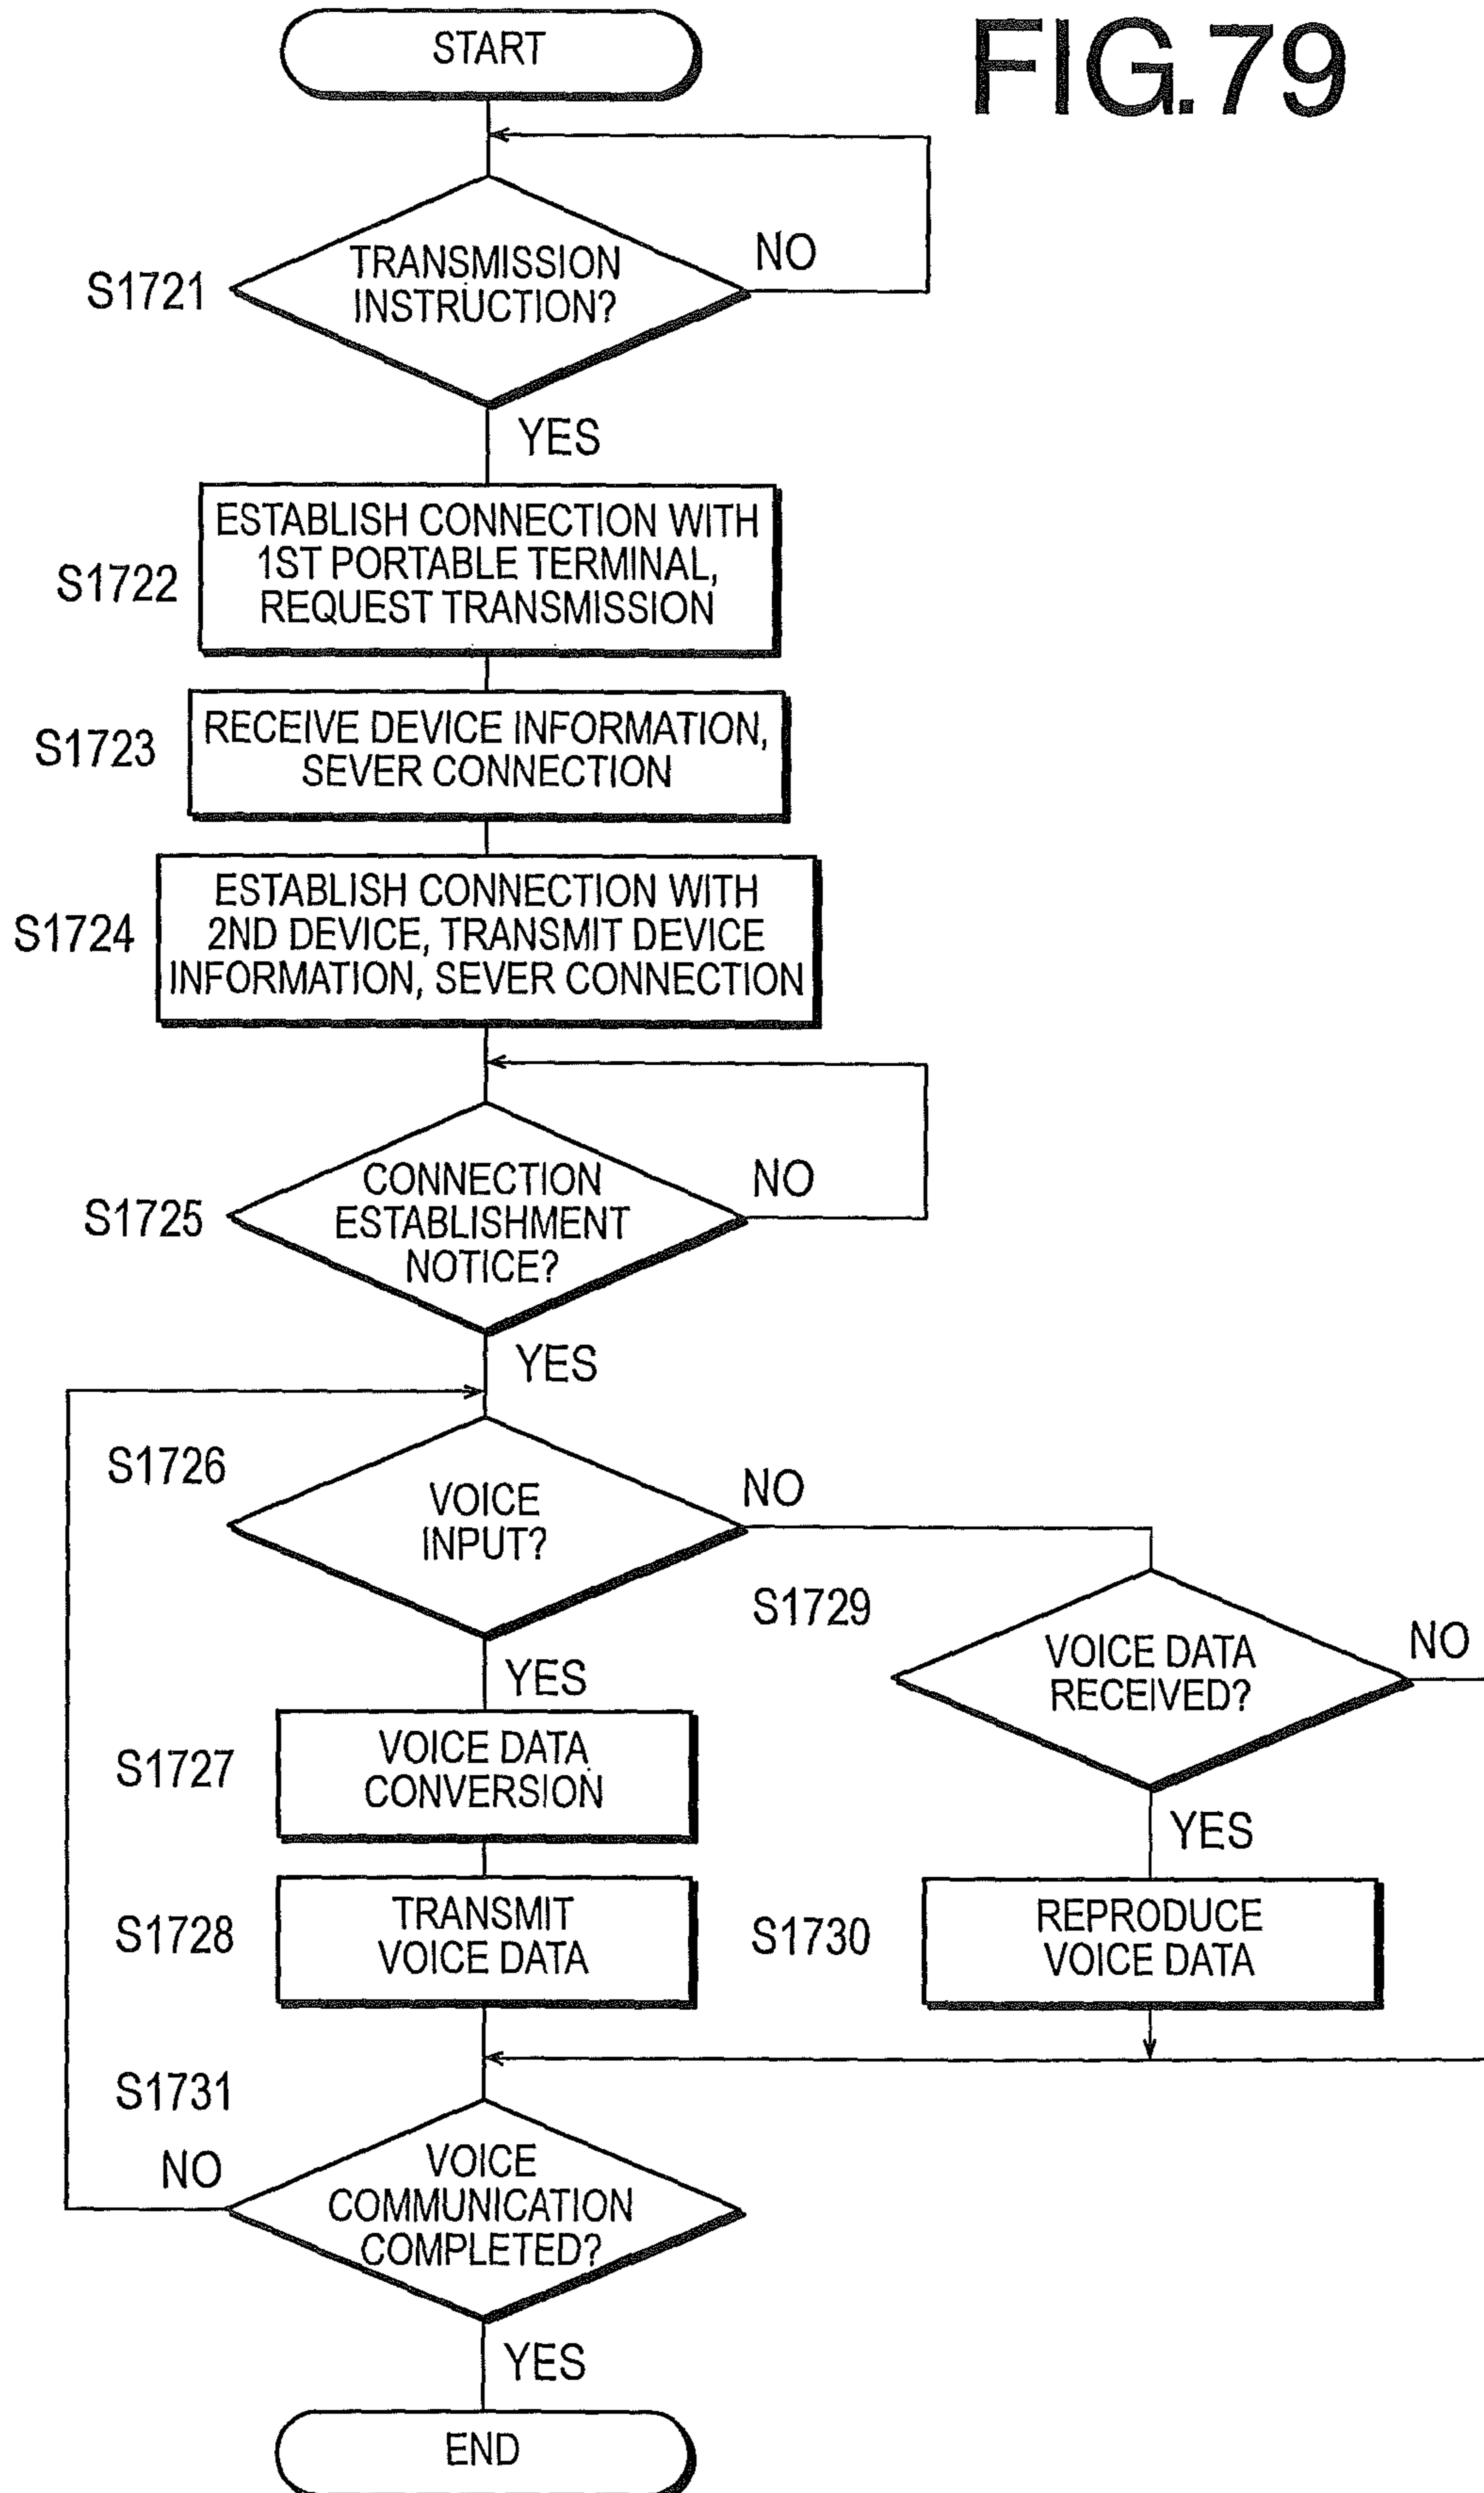 FIG.79
START
S1721
TRANSMISSION
INSTRUCTION?
NO
YES
S1722
ESTABLISH CONNECTION WITH
1ST PORTABLE TERMINAL,
REQUEST TRANSMISSION
S1723
RECEIVE DEVICE INFORMATION,
SEVER CONNECTION
S1724
ESTABLISH CONNECTION WITH
2ND DEVICE, TRANSMIT DEVICE
INFORMATION, SEVER CONNECTION
S1725
CONNECTION
ESTABLISHMENT
NOTICE?
NO
YES
S1726
VOICE
INPUT?
NO
YES
S1729
VOICE DATA
RECEIVED?
NO
YES
S1727
VOICE DATA
CONVERSION
S1728
TRANSMIT
VOICE DATA
S1730
REPRODUCE
VOICE DATA
S1731
VOICE
COMMUNICATION
COMPLETED?
NO
YES
END